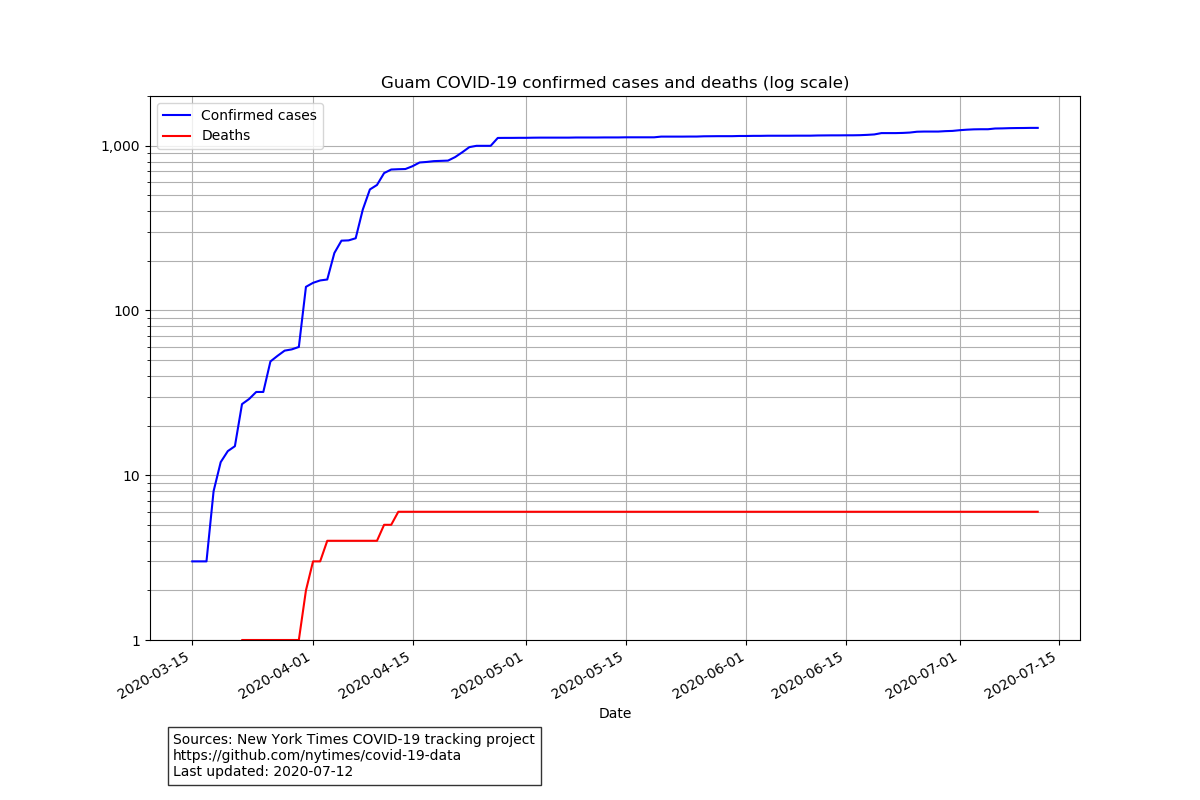 Guam COVID-19 confirmed cases and deaths (log scale)
Confirmed cases
Deaths
1,000
100
10
1
2020-03-15
2020-04-01
2020-04-15
2020-05-01
2020-05-15
2020-06-01
2020-06-15
2020-07-01
2020-07-15
Date
Sources: New York Times COVID-19 tracking project
https://github.com/nytimes/covid-19-data
Last updated: 2020-07-12